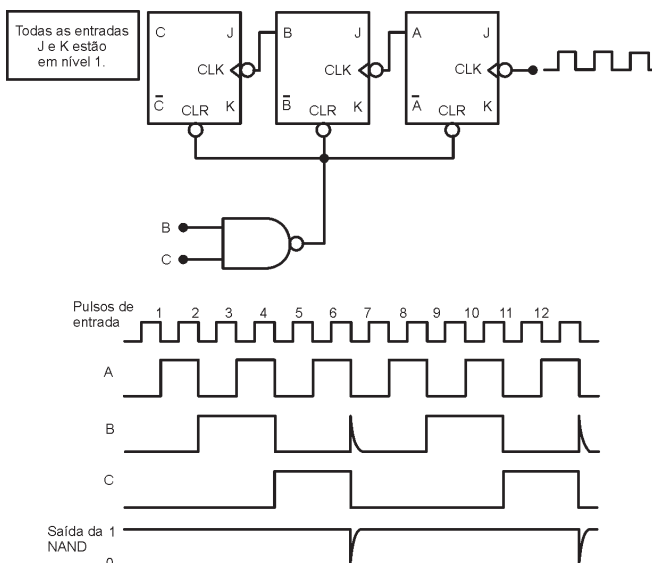 Todas as entradas
J e K estão
em nível 1.
C J B J A J
CLK CLK CLK
C̅ CLR K B̅ CLR K A̅ CLR K
B
C
Pulsos de
entrada
1 2 3 4 5 6 7 8 9 10 11 12
A
B
C
Saída da 1
NAND
0